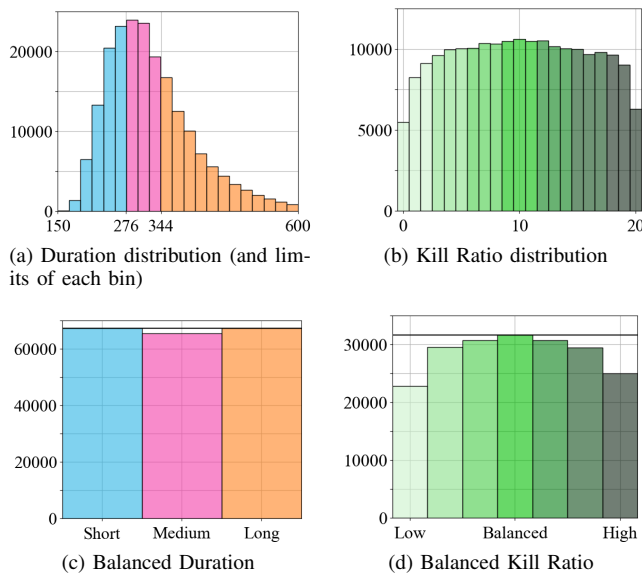 20000
10000
0
150
276
344
600
(a) Duration distribution (and lim-
its of each bin)
10000
5000
0
0
10
20
(b) Kill Ratio distribution
60000
40000
20000
0
Short
Medium
Long
(c) Balanced Duration
30000
20000
10000
0
Low
Balanced
High
(d) Balanced Kill Ratio